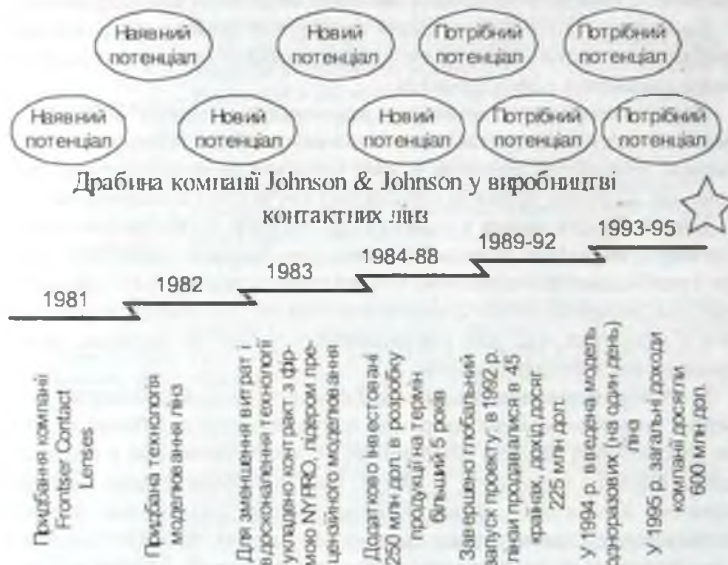 Наявний
потенціал
Новий
потенціал
Потрібний
потенціал
Потрібний
потенціал
Наявний
потенціал
Новий
потенціал
Новий
потенціал
Потрібний
потенціал
Потрібний
потенціал
Драбина компанії Johnson & Johnson у виробництві
контактних лінз
1981
1982
1983
1984-88
1989-92
1993-95
Придбання компанії
Frontser Contact
Lenses
Придбана технологія
моделювання лінз
Для зменшення витрат і
вдосконалення технології
укладено контракт з фір-
мою NYPRO, лідером пре-
ценайного моделювання
Додатково інвестовані
250 млн дол. в розробку
продукції на термін
більший 5 років
Завершено глобальний
запуск проекту: в 1992 р.
лінзи продавалися в 45
країнах, дохід досяг
225 млн дол.
У 1994 р. введена модель
одноразових (на один день)
лінз
У 1995 р. загальні доходи
компанії досягли
600 млн дол.